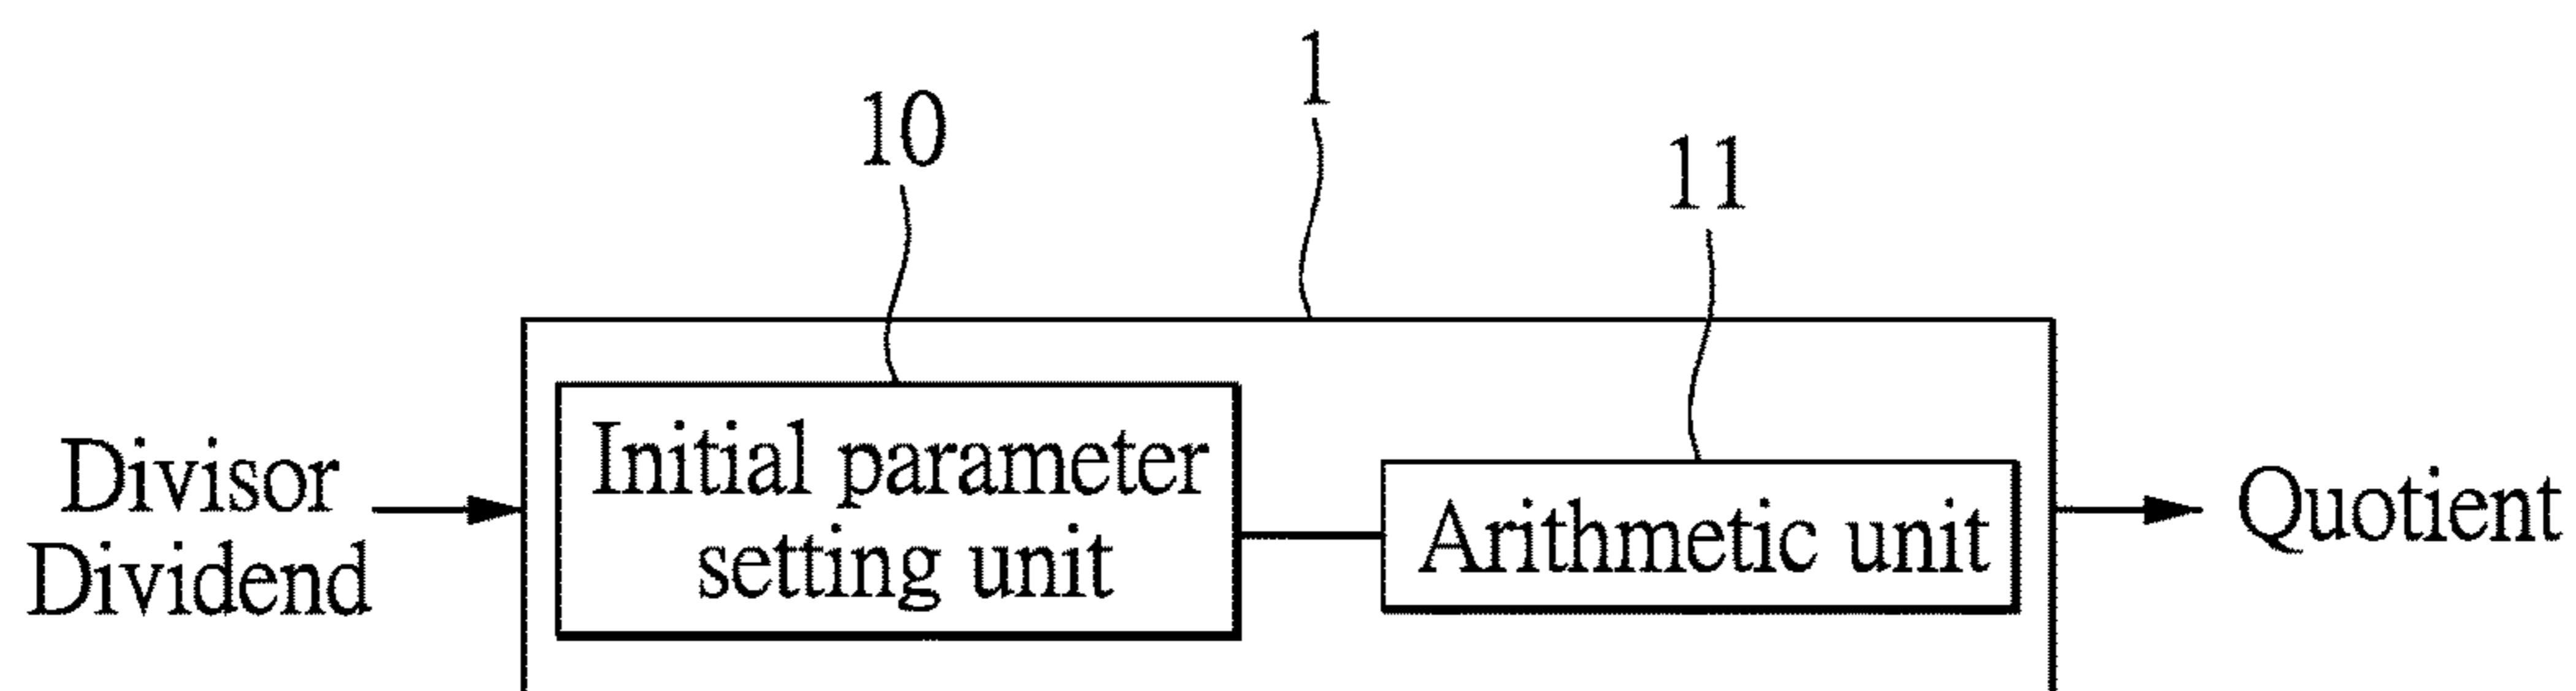 1
10
11
Divisor
Dividend
Initial parameter
setting unit
Arithmetic unit
Quotient